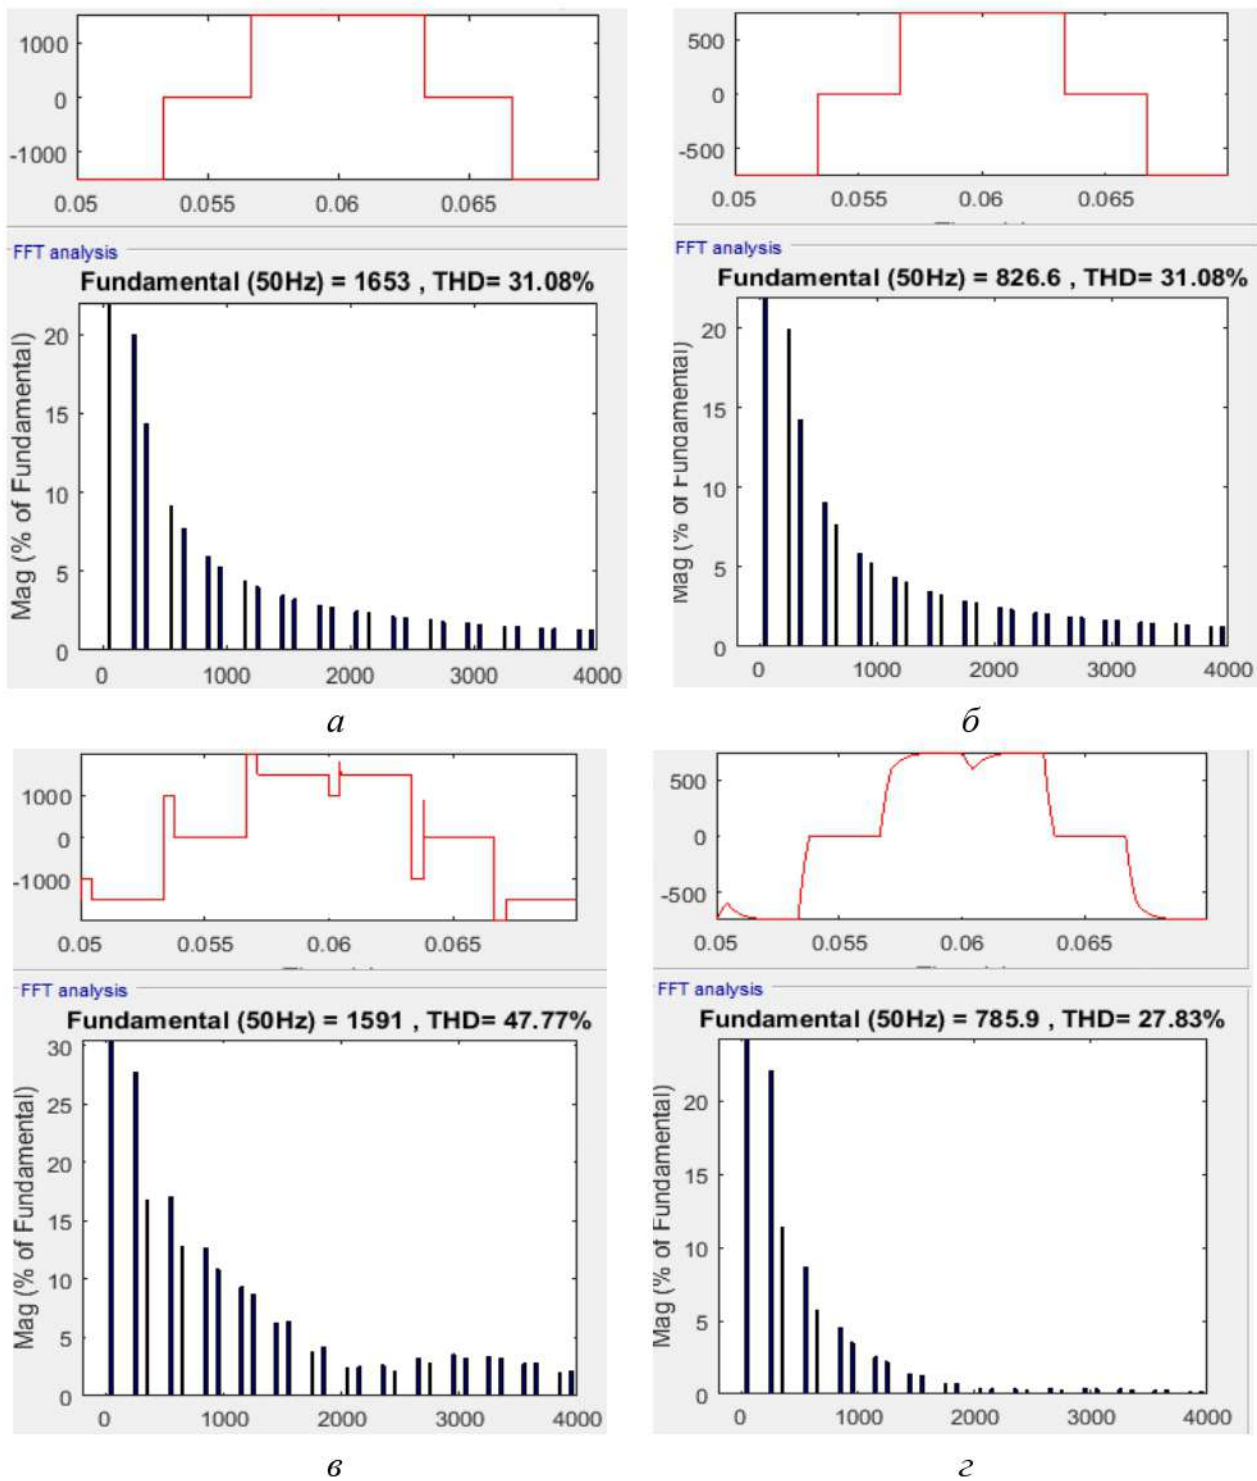 1000
0
-1000
0.05 0.055 0.06 0.065
FFT analysis
Fundamental (50Hz) = 1653 , THD= 31.08%
Mag (% of Fundamental)
20
15
10
5
0
0 1000 2000 3000 4000
а
500
0
-500
0.05 0.055 0.06 0.065
FFT analysis
Fundamental (50Hz) = 826.6 , THD= 31.08%
Mag (% of Fundamental)
20
15
10
5
0
0 1000 2000 3000 4000
б
1000
0
-1000
0.05 0.055 0.06 0.065
FFT analysis
Fundamental (50Hz) = 1591 , THD= 47.77%
Mag (% of Fundamental)
30
25
20
15
10
5
0
0 1000 2000 3000 4000
в
500
0
-500
0.05 0.055 0.06 0.065
FFT analysis
Fundamental (50Hz) = 785.9 , THD= 27.83%
Mag (% of Fundamental)
20
15
10
5
0
0 1000 2000 3000 4000
г